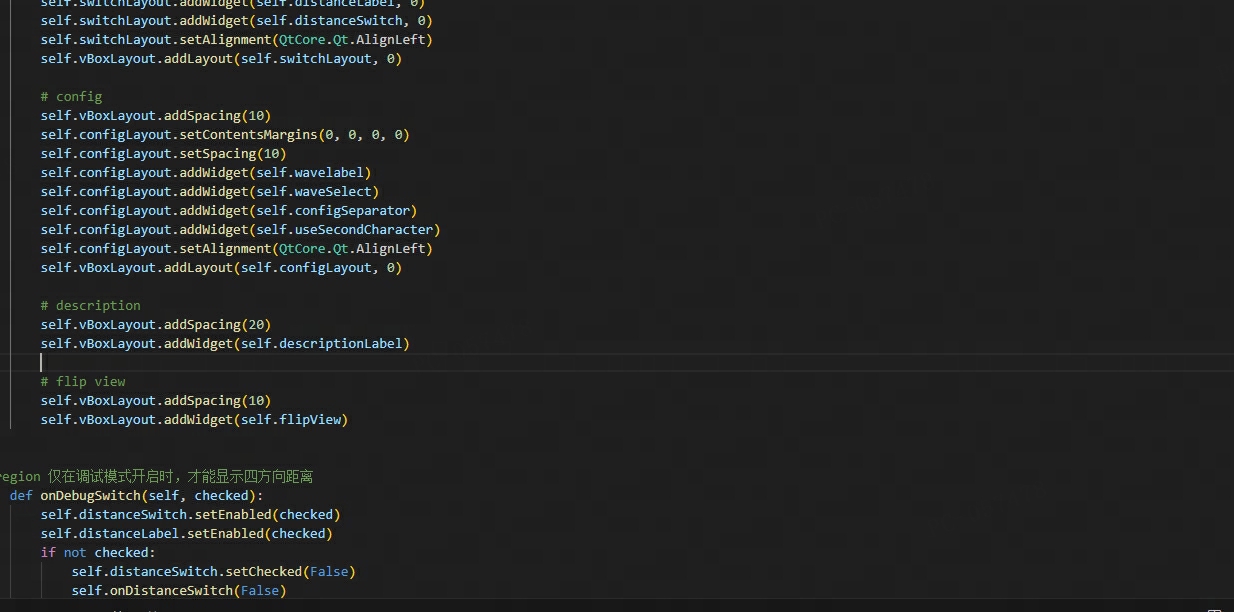 self.switchLayout.addWidget(self.distanceLabel, 0)
self.switchLayout.addWidget(self.distanceSwitch, 0)
self.switchLayout.setAlignment(QtCore.Qt.AlignLeft)
self.vBoxLayout.addLayout(self.switchLayout, 0)
# config
self.vBoxLayout.addSpacing(10)
self.configLayout.setContentsMargins(0, 0, 0, 0)
self.configLayout.setSpacing(10)
self.configLayout.addWidget(self.wavelabel)
self.configLayout.addWidget(self.waveSelect)
self.configLayout.addWidget(self.configSeparator)
self.configLayout.addWidget(self.useSecondCharacter)
self.configLayout.setAlignment(QtCore.Qt.AlignLeft)
self.vBoxLayout.addLayout(self.configLayout, 0)
# description
self.vBoxLayout.addSpacing(20)
self.vBoxLayout.addWidget(self.descriptionLabel)
# flip view
self.vBoxLayout.addSpacing(10)
self.vBoxLayout.addWidget(self.flipView)
region 仅在调试模式开启时，才能显示四方向距离
def onDebugSwitch(self, checked):
self.distanceSwitch.setEnabled(checked)
self.distanceLabel.setEnabled(checked)
if not checked:
self.distanceSwitch.setChecked(False)
self.onDistanceSwitch(False)